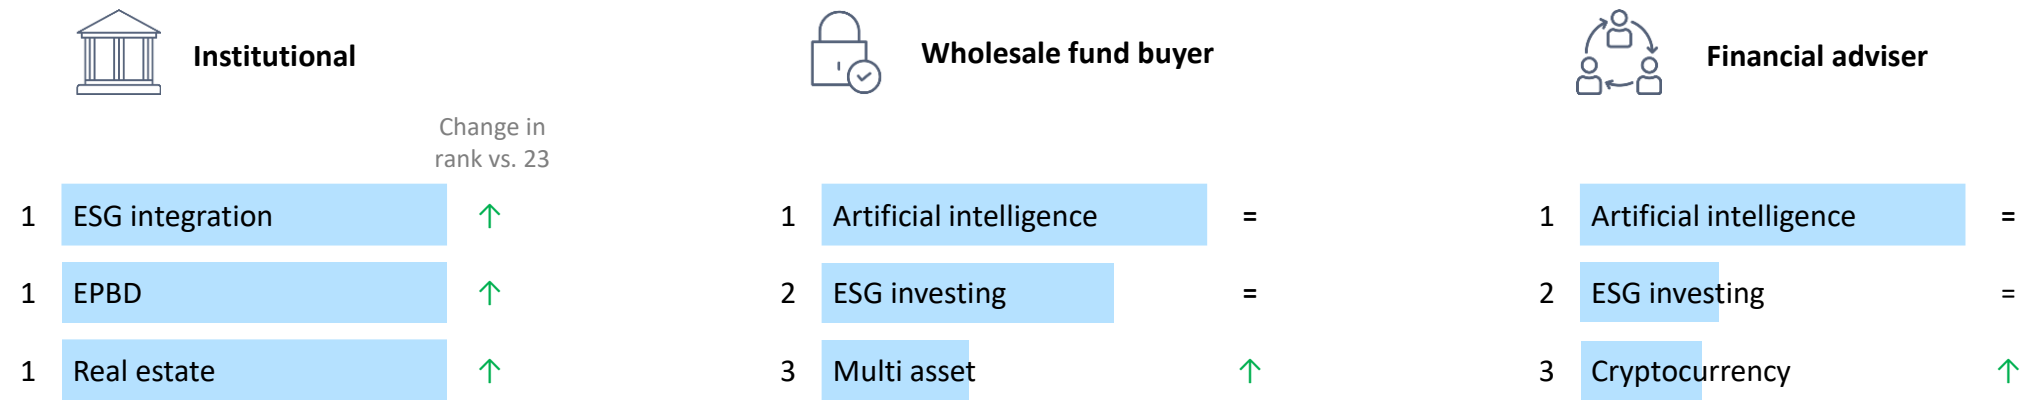 Institutional
Change in
rank vs. 23
1 ESG integration ↑
1 EPBD ↑
1 Real estate ↑
Wholesale fund buyer
1 Artificial intelligence =
2 ESG investing =
3 Multi asset ↑
Financial adviser
1 Artificial intelligence =
2 ESG investing =
3 Cryptocurrency ↑